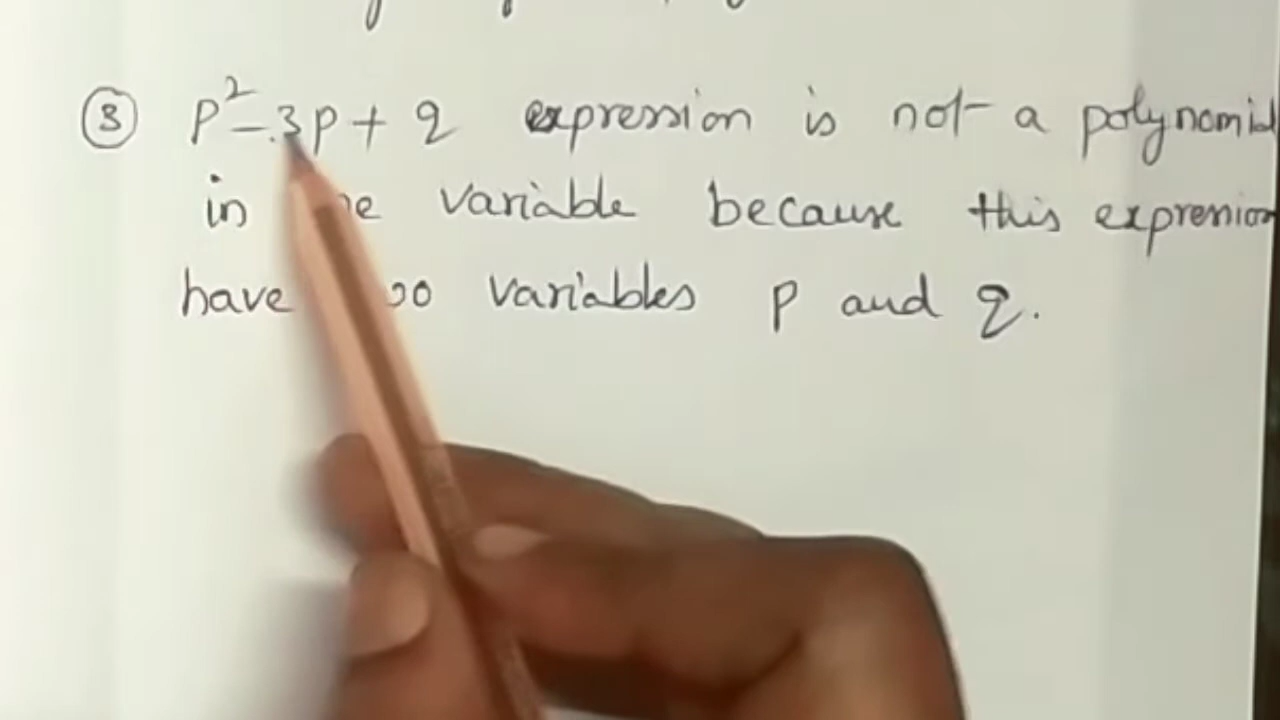 ③ p² - 3p + q expression is not a polynomial
in variable because this expression
have variables p and q.